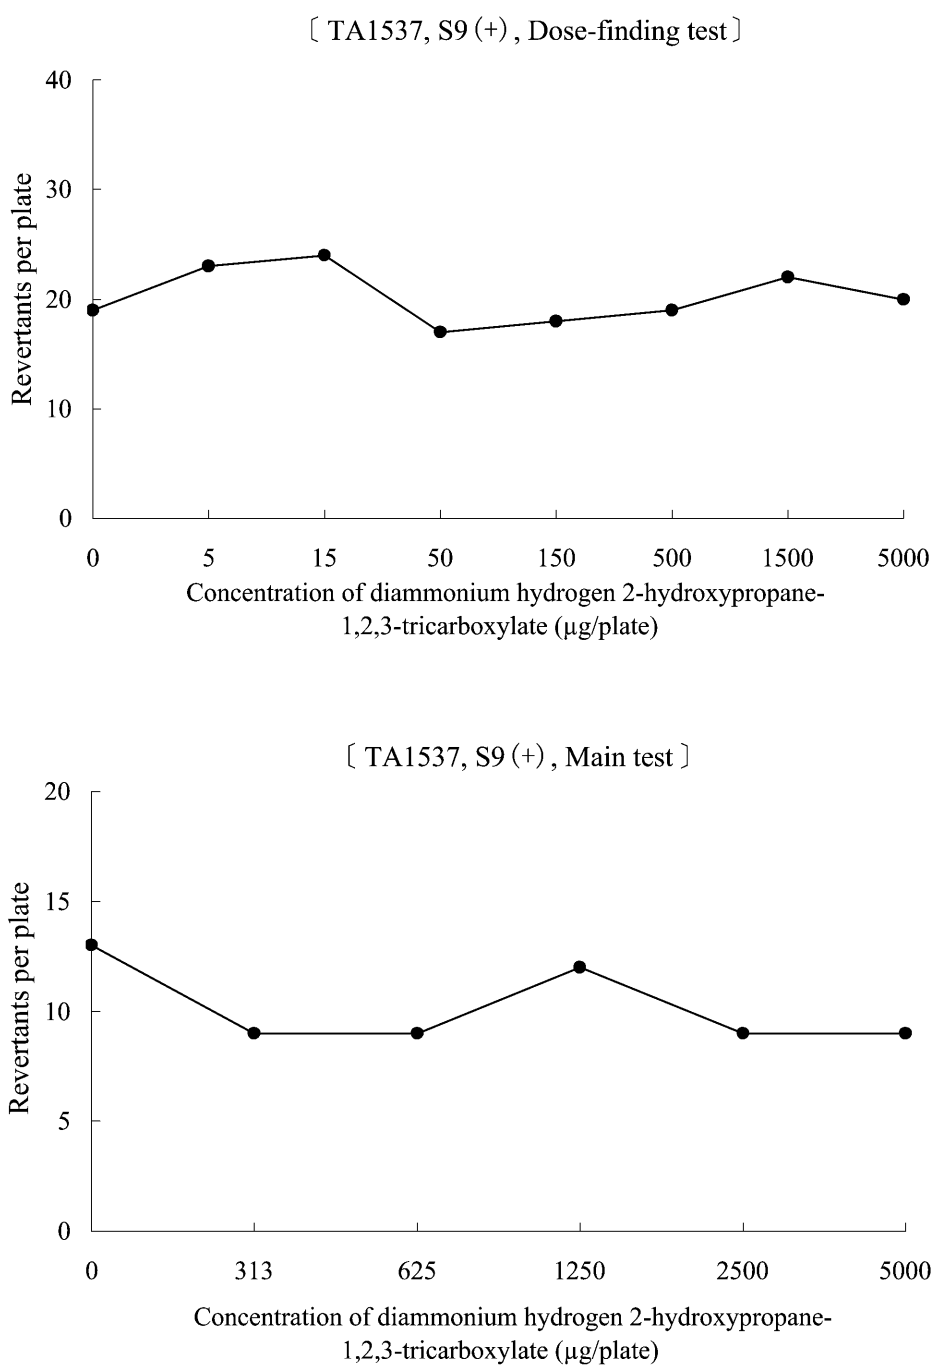 〔 TA1537, S9 (+) , Dose-finding test 〕
40
30
20
10
0
Revertants per plate
0 5 15 50 150 500 1500 5000
Concentration of diammonium hydrogen 2-hydroxypropane-
1,2,3-tricarboxylate (µg/plate)
〔 TA1537, S9 (+) , Main test 〕
20
15
10
5
0
Revertants per plate
0 313 625 1250 2500 5000
Concentration of diammonium hydrogen 2-hydroxypropane-
1,2,3-tricarboxylate (µg/plate)